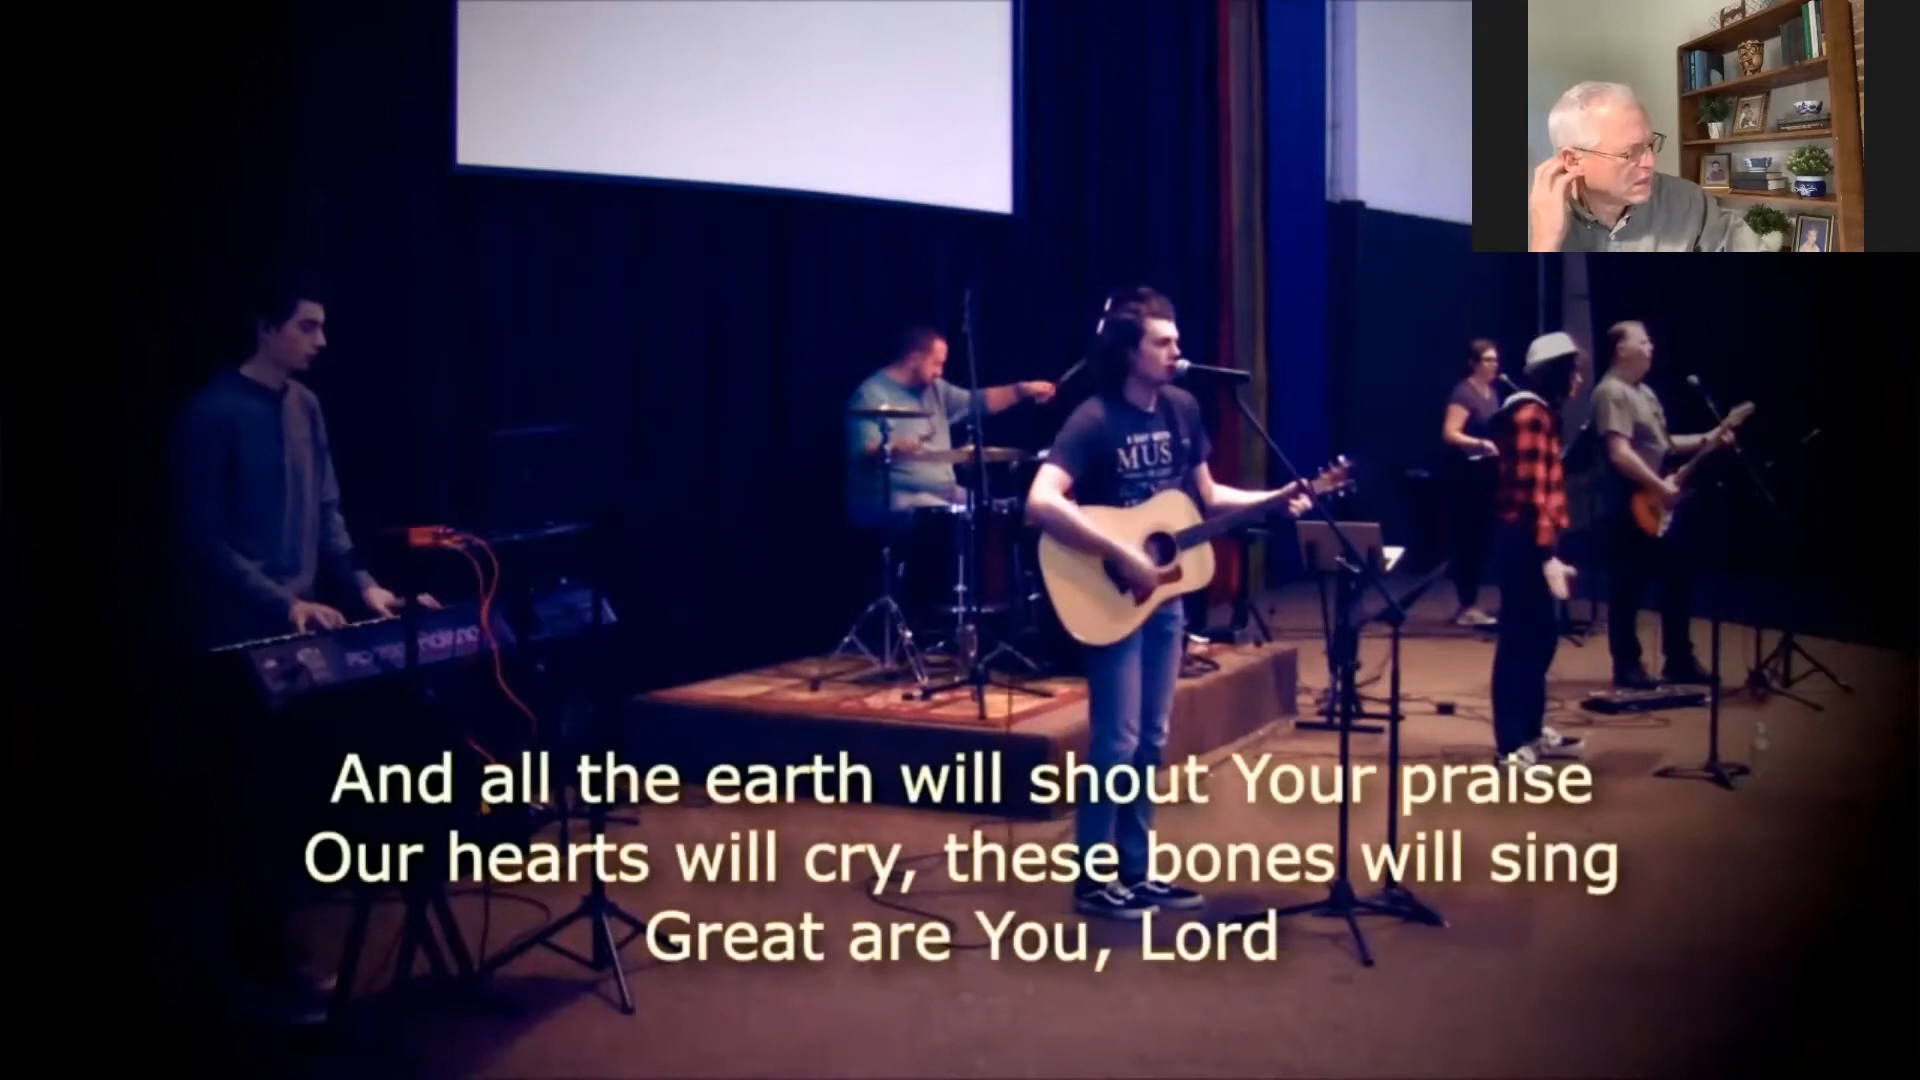 MUS
And all the earth will shout Your praise
Our hearts will cry, these bones will sing
Great are You, Lord